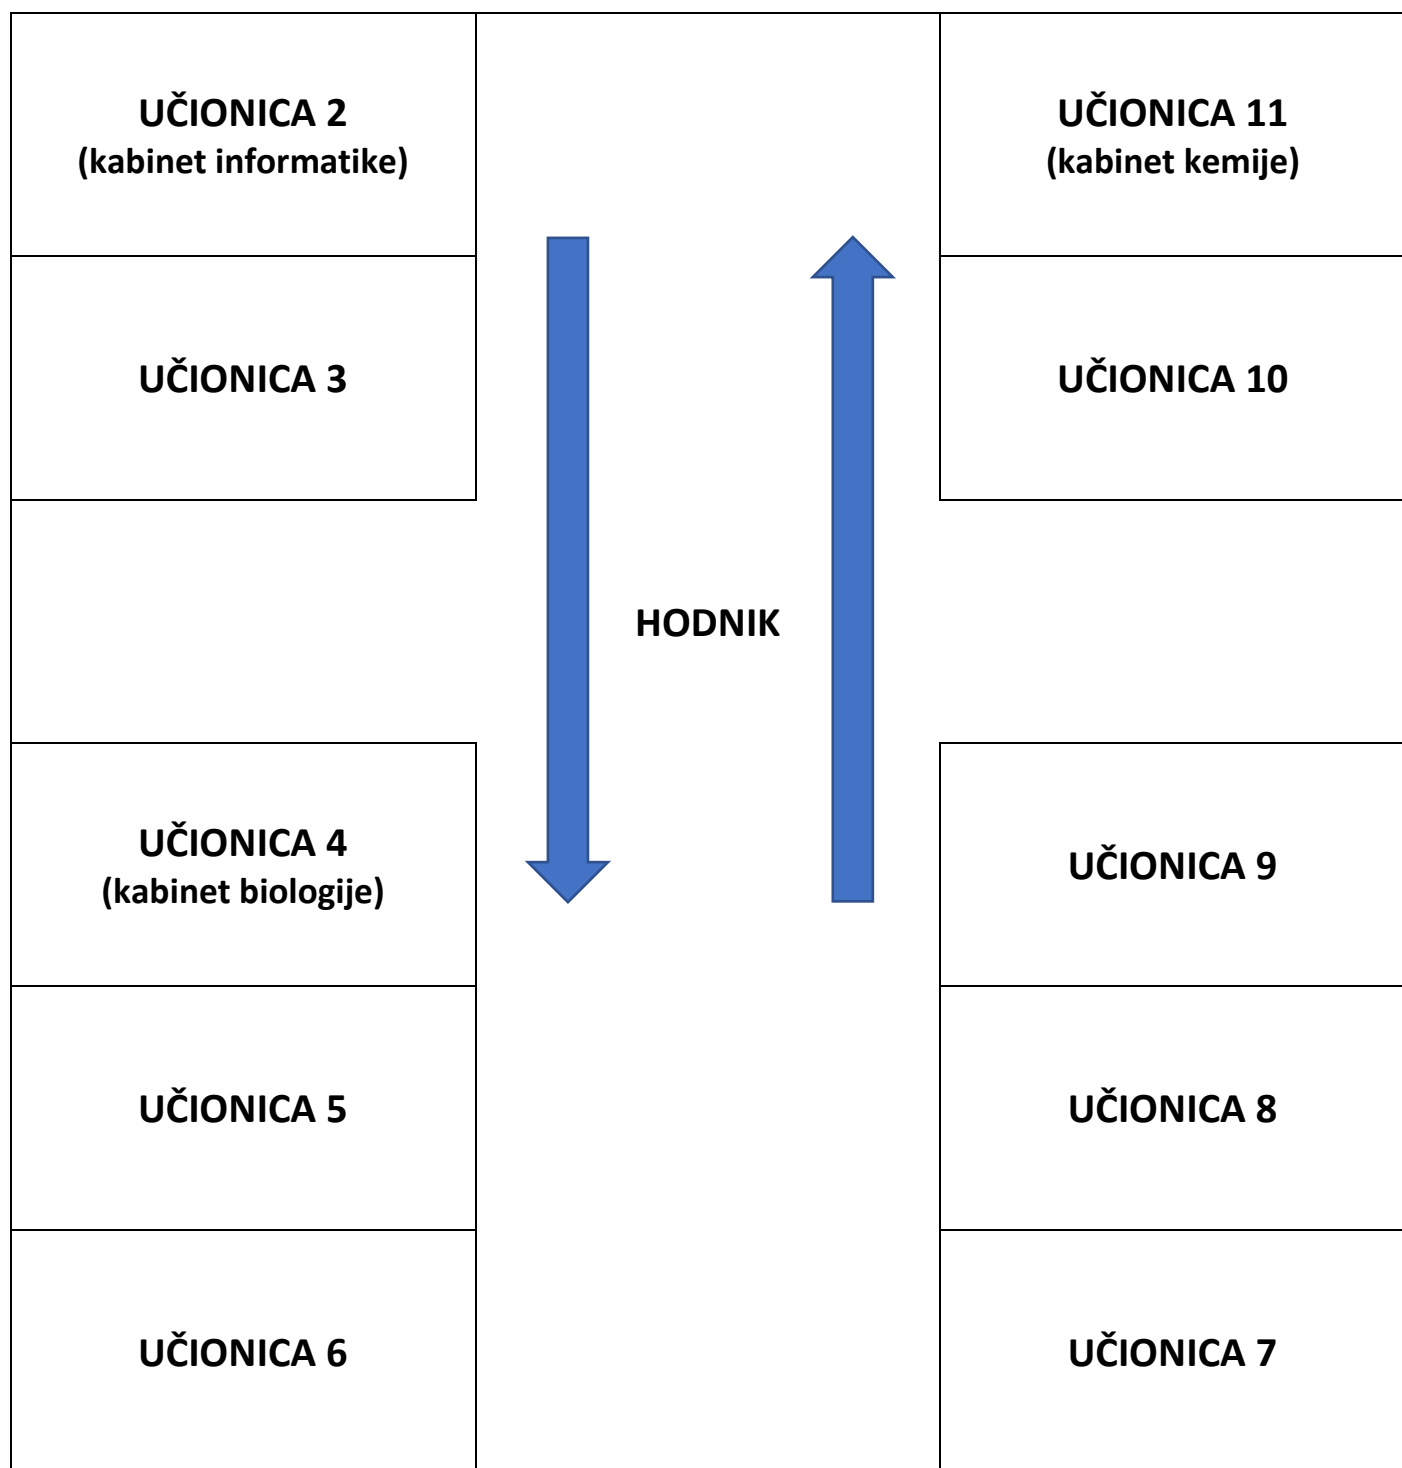 UČIONICA 2
(kabinet informatike)
UČIONICA 11
(kabinet kemije)
UČIONICA 3
UČIONICA 10
HODNIK
UČIONICA 4
(kabinet biologije)
UČIONICA 9
UČIONICA 5
UČIONICA 8
UČIONICA 6
UČIONICA 7